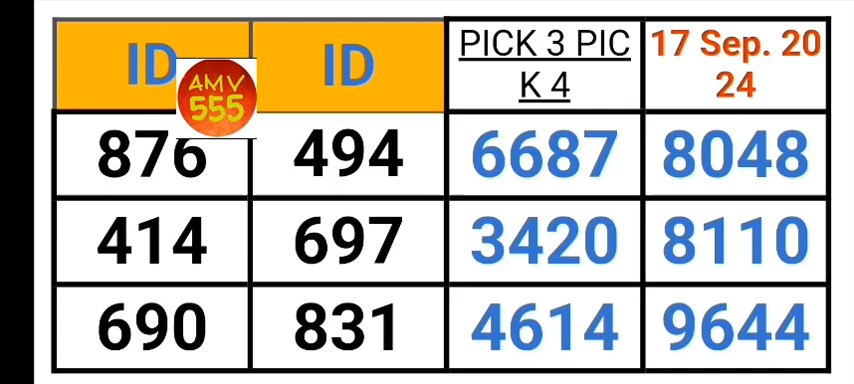 ID ID PICK 3 PIC 17 Sep. 20
K 4 24
AMV
555
876 494 6687 8048
414 697 3420 8110
690 831 4614 9644